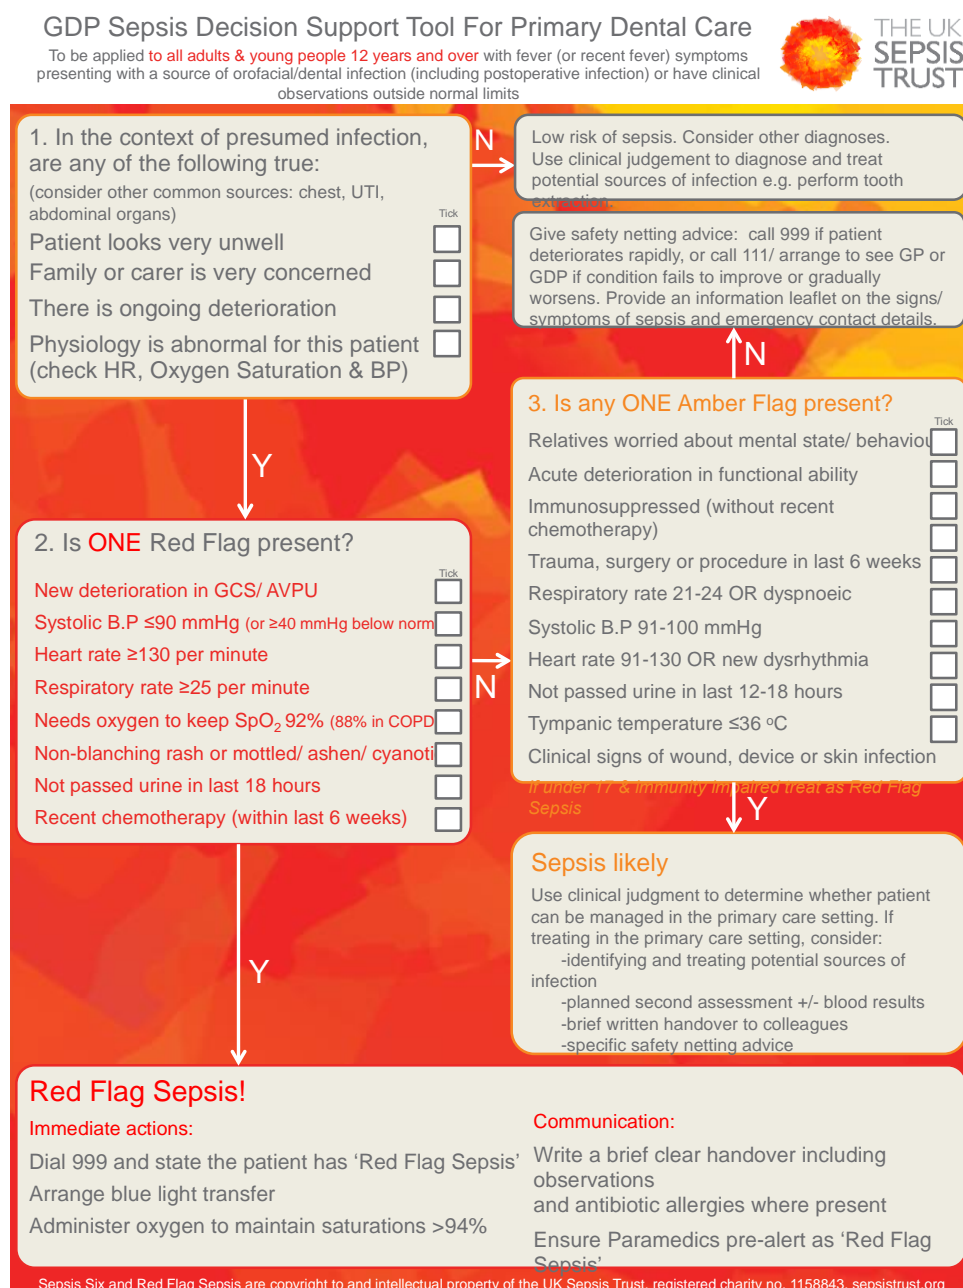 GDP Sepsis Decision Support Tool For Primary Dental Care
To be applied to all adults & young people 12 years and over with fever (or recent fever) symptoms
presenting with a source of orofacial/dental infection (including postoperative infection) or have clinical
observations outside normal limits
THE UK
SEPSIS
TRUST
1. In the context of presumed infection,
are any of the following true:
(consider other common sources: chest, UTI,
abdominal organs)
Tick
Patient looks very unwell
Family or carer is very concerned
There is ongoing deterioration
Physiology is abnormal for this patient
(check HR, Oxygen Saturation & BP)
N
Low risk of sepsis. Consider other diagnoses.
Use clinical judgement to diagnose and treat
potential sources of infection e.g. perform tooth
extraction.
Give safety netting advice: call 999 if patient
deteriorates rapidly, or call 111/ arrange to see GP or
GDP if condition fails to improve or gradually
worsens. Provide an information leaflet on the signs/
symptoms of sepsis and emergency contact details.
N
Y
2. Is ONE Red Flag present?
Tick
New deterioration in GCS/ AVPU
Systolic B.P ≤90 mmHg (or ≥40 mmHg below norm
Heart rate ≥130 per minute
Respiratory rate ≥25 per minute
Needs oxygen to keep SpO2 92% (88% in COPD
Non-blanching rash or mottled/ ashen/ cyanoti
Not passed urine in last 18 hours
Recent chemotherapy (within last 6 weeks)
N
3. Is any ONE Amber Flag present?
Tick
Relatives worried about mental state/ behaviou
Acute deterioration in functional ability
Immunosuppressed (without recent
chemotherapy)
Trauma, surgery or procedure in last 6 weeks
Respiratory rate 21-24 OR dyspnoeic
Systolic B.P 91-100 mmHg
Heart rate 91-130 OR new dysrhythmia
Not passed urine in last 12-18 hours
Tympanic temperature ≤36 ºC
Clinical signs of wound, device or skin infection
If under 17 & immunity impaired treat as Red Flag
Sepsis
Y
Sepsis likely
Use clinical judgment to determine whether patient
can be managed in the primary care setting. If
treating in the primary care setting, consider:
-identifying and treating potential sources of
infection
-planned second assessment +/- blood results
-brief written handover to colleagues
-specific safety netting advice
Y
Red Flag Sepsis!
Immediate actions:
Dial 999 and state the patient has ‘Red Flag Sepsis’
Arrange blue light transfer
Administer oxygen to maintain saturations >94%
Communication:
Write a brief clear handover including
observations
and antibiotic allergies where present
Ensure Paramedics pre-alert as ‘Red Flag
Sepsis’
Sepsis Six and Red Flag Sepsis are copyright to and intellectual property of the UK Sepsis Trust, registered charity no. 1158843. sepsistrust.org